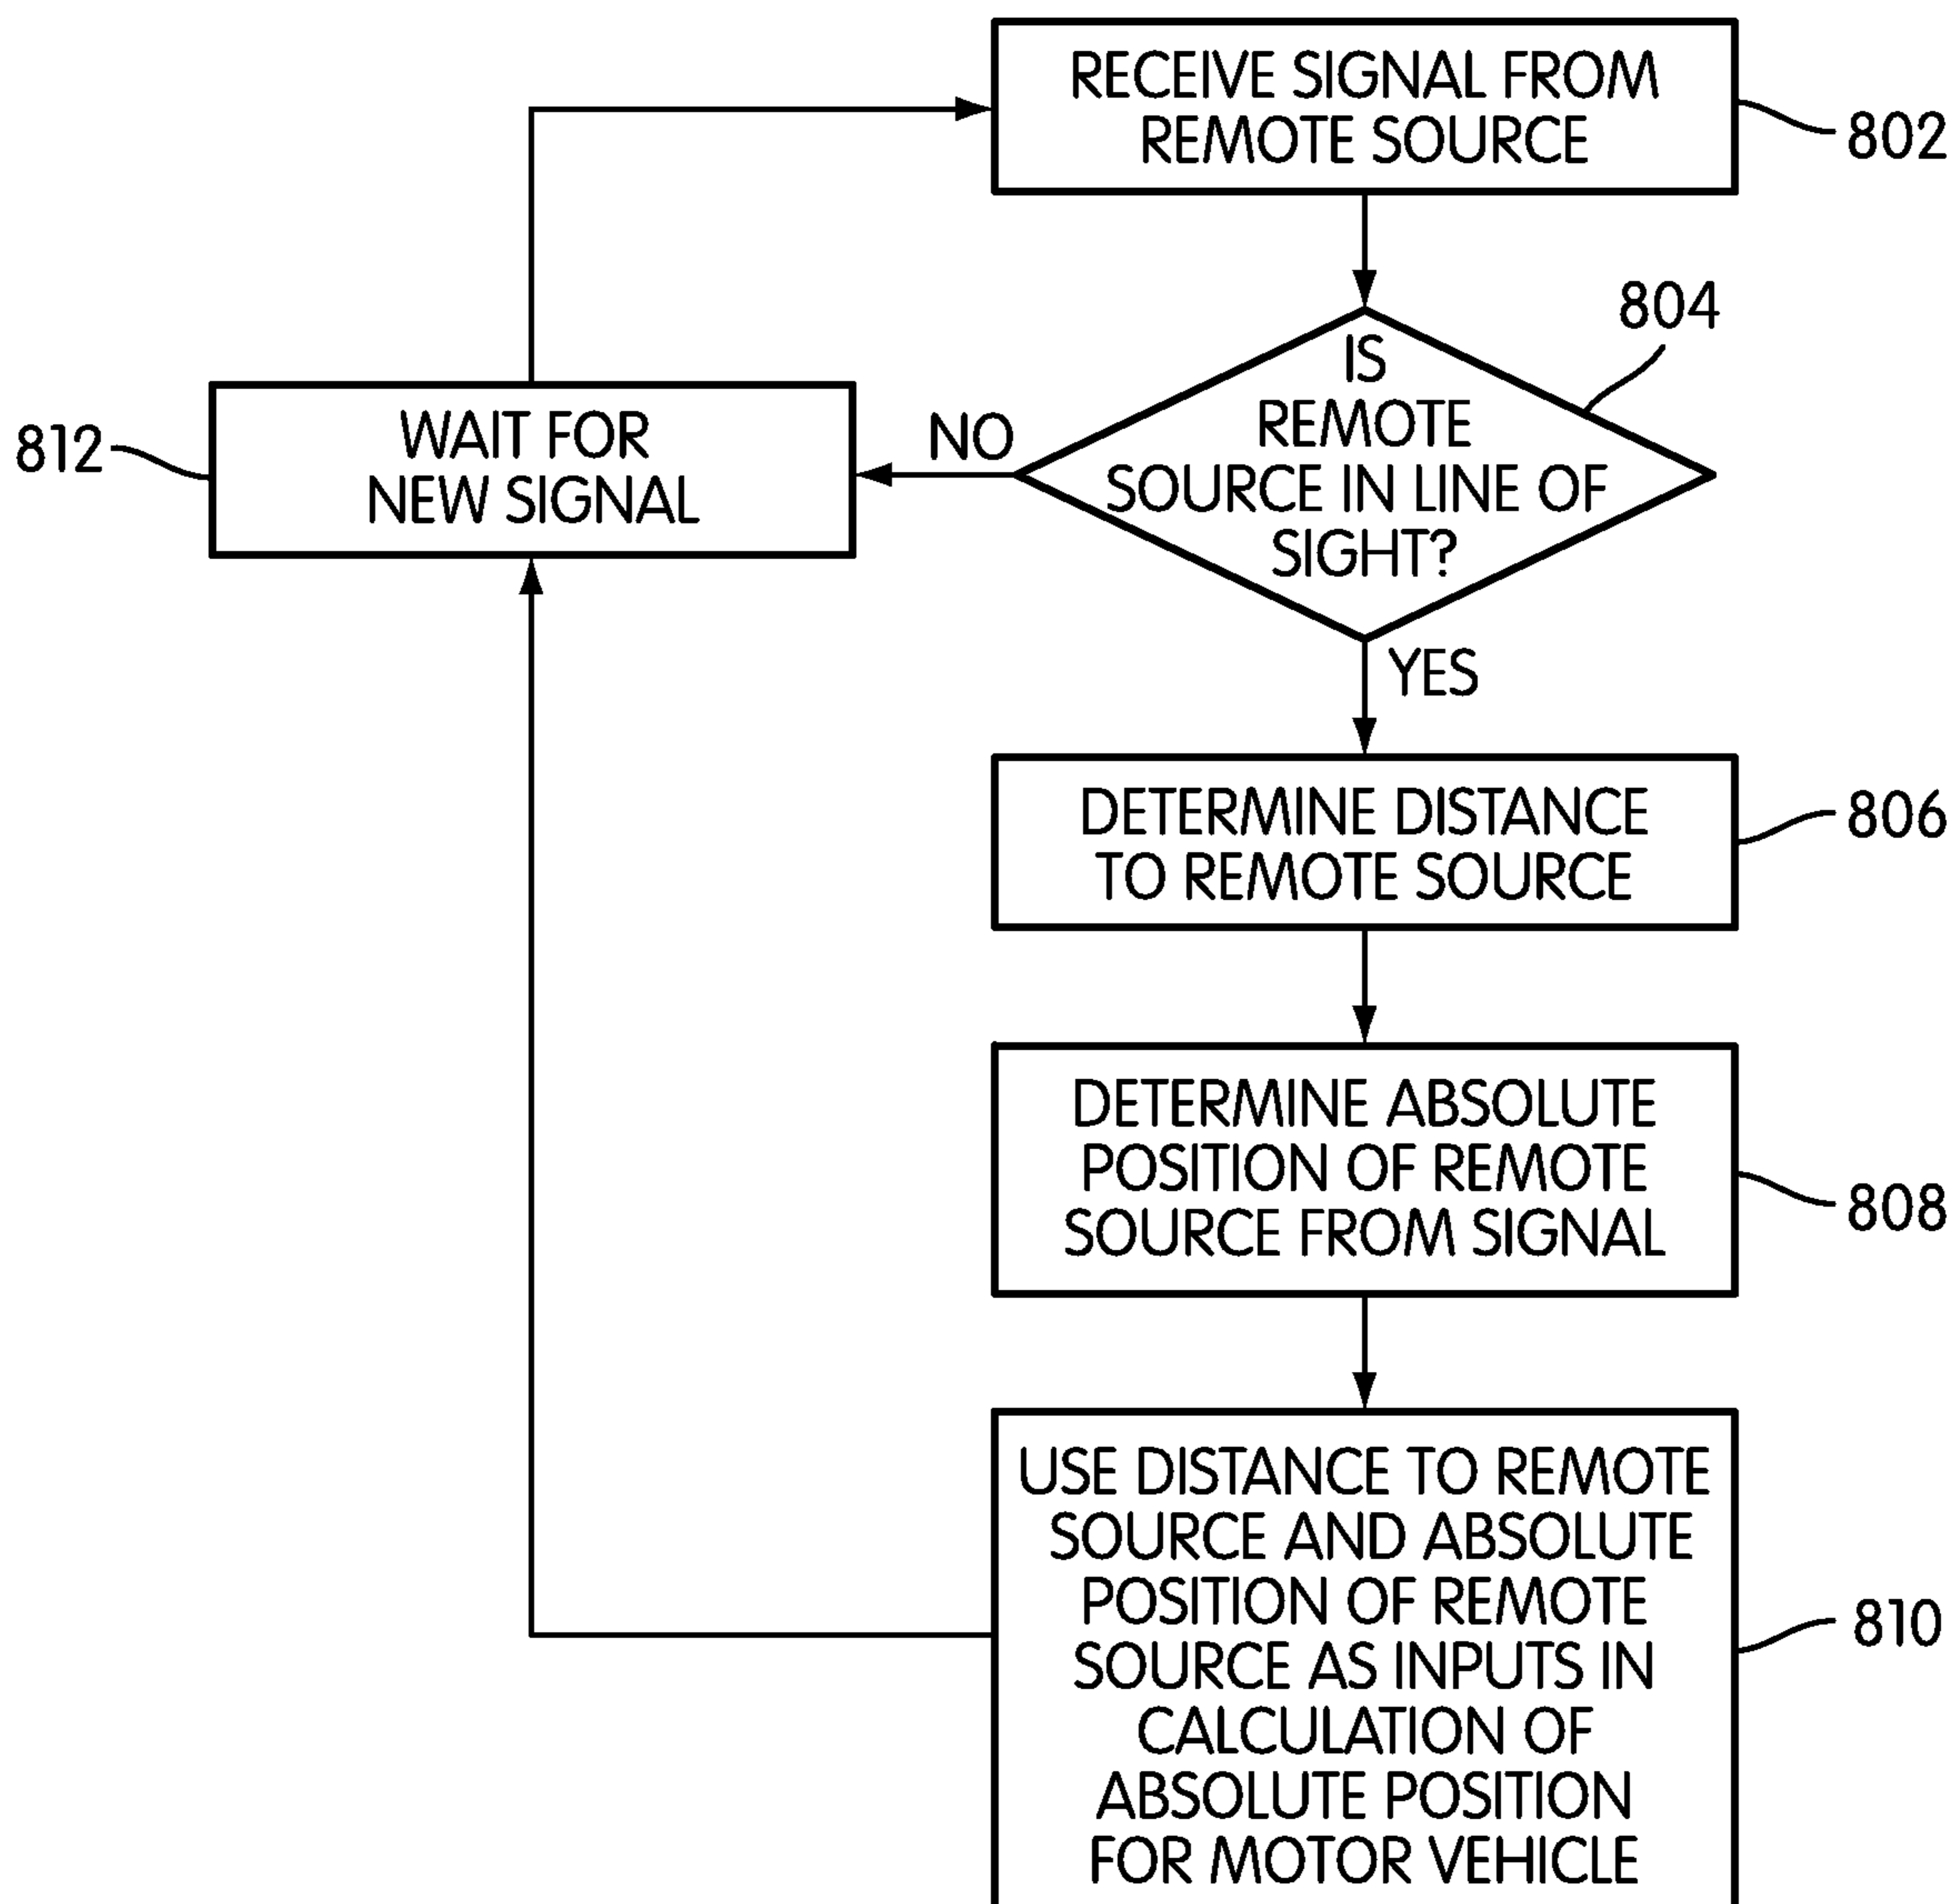 RECEIVE SIGNAL FROM
REMOTE SOURCE
802
804
IS
REMOTE
SOURCE IN LINE OF
SIGHT?
NO
YES
812
WAIT FOR
NEW SIGNAL
DETERMINE DISTANCE
TO REMOTE SOURCE
806
DETERMINE ABSOLUTE
POSITION OF REMOTE
SOURCE FROM SIGNAL
808
USE DISTANCE TO REMOTE
SOURCE AND ABSOLUTE
POSITION OF REMOTE
SOURCE AS INPUTS IN
CALCULATION OF
ABSOLUTE POSITION
FOR MOTOR VEHICLE
810